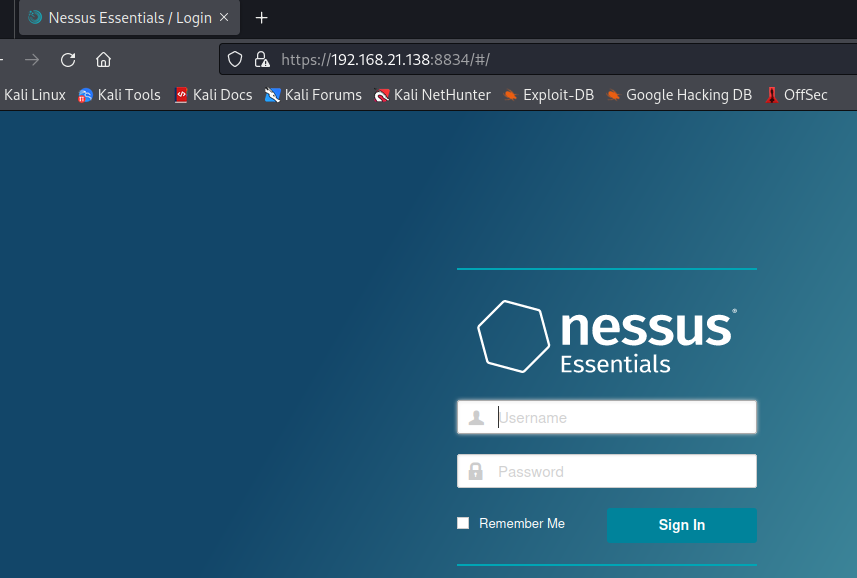 Nessus Essentials / Login
https://192.168.21.138:8834/#/
Kali Linux Kali Tools Kali Docs Kali Forums Kali NetHunter Exploit-DB Google Hacking DB OffSec
nessus®
Essentials
Username
Password
Remember Me Sign In